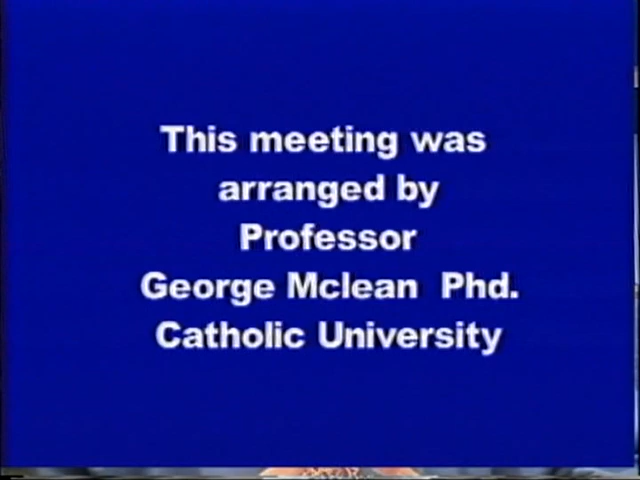 This meeting was
arranged by
Professor
George Mclean Phd.
Catholic University